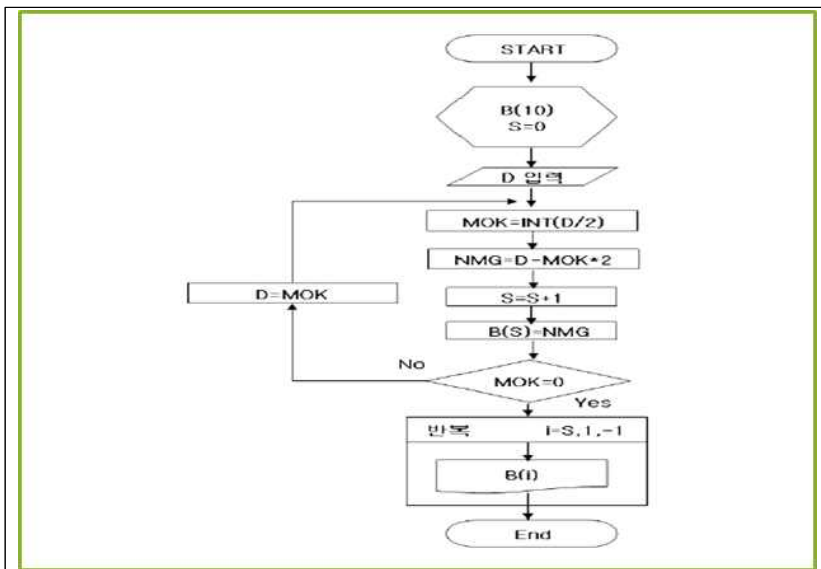 START
B(10)
S=0
D 입력
MOK=INT(D/2)
NMG=D-MOK*2
D=MOK
S=S+1
B(S)=NMG
No
MOK=0
Yes
반복 i=S,1,-1
B(i)
End